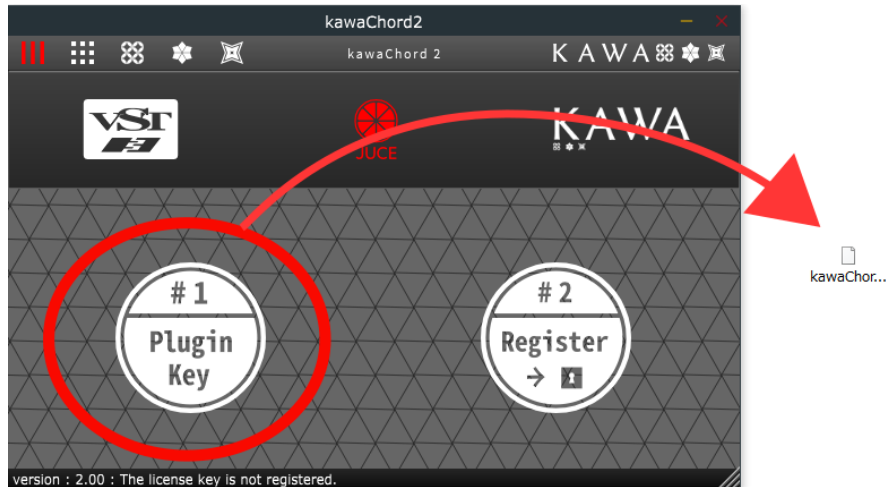 kawaChord2
kawaChord 2
KAWA
VST
3
JUCE
KAWA
#1
Plugin
Key
#2
Register
kawaChor...
version : 2.00 : The license key is not registered.